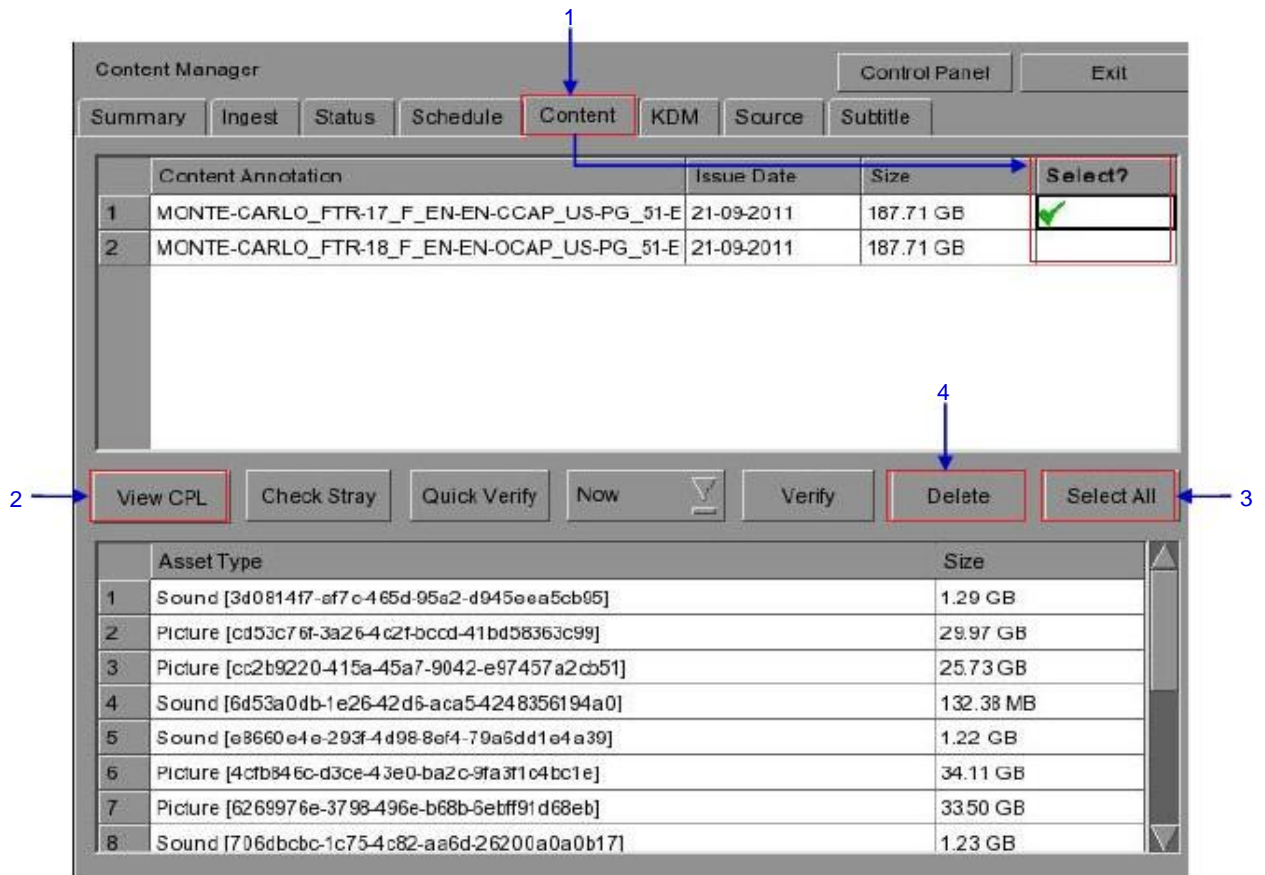 1
Content Manager Control Panel Exit
Summary Ingest Status Schedule Content KDM Source Subtitle
Content Annotation Issue Date Size Select?
1 MONTE-CARLO_FTR-17_F_EN-EN-CCAP_US-PG_51-E 21-09-2011 187.71 GB
2 MONTE-CARLO_FTR-18_F_EN-EN-OCAP_US-PG_51-E 21-09-2011 187.71 GB
4
2 View CPL Check Stray Quick Verify Now Verify Delete Select All 3
Asset Type Size
1 Sound [3d0814f7-af7c-465d-95a2-d945eea5cb95] 1.29 GB
2 Picture [cd53c76f-3a26-4c2f-bccd-41bd58363c99] 29.97 GB
3 Picture [cc2b9220-415a-45a7-9042-e97457a2cb51] 25.73 GB
4 Sound [6d53a0db-1e26-42d6-aca5-4248356194a0] 132.38 MB
5 Sound [e8660e4e-293f-4d98-8ef4-79a6dd1e4a39] 1.22 GB
6 Picture [4cfb846c-d3ce-43e0-ba2c-9fa3f1c4bc1e] 34.11 GB
7 Picture [6269976e-3798-496e-b68b-6ebff91d68eb] 33.50 GB
8 Sound [706dbcbc-1c75-4c82-aa6d-26200a0a0b17] 1.23 GB